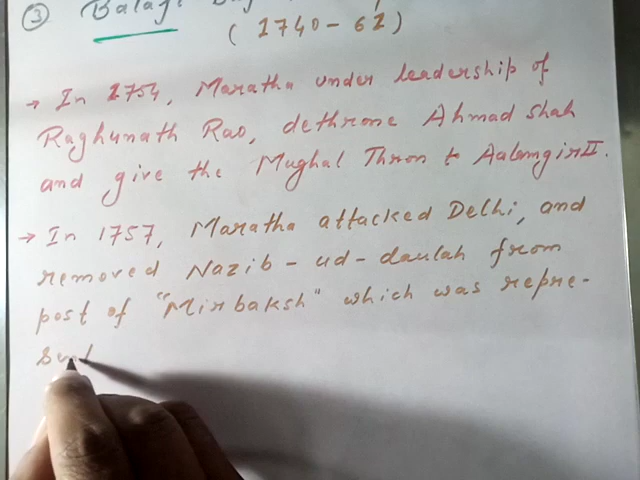 ③ Balaji
(1740-61)
→ In 1754, Maratha under leadership of
Raghunath Rao, dethrone Ahmad Shah
and give the Mughal Thron to Aalamgir II.
→ In 1757, Maratha attacked Delhi, and
removed Nazib-ud-daulah from
post of "Mirbaksh" which was repre-
sent